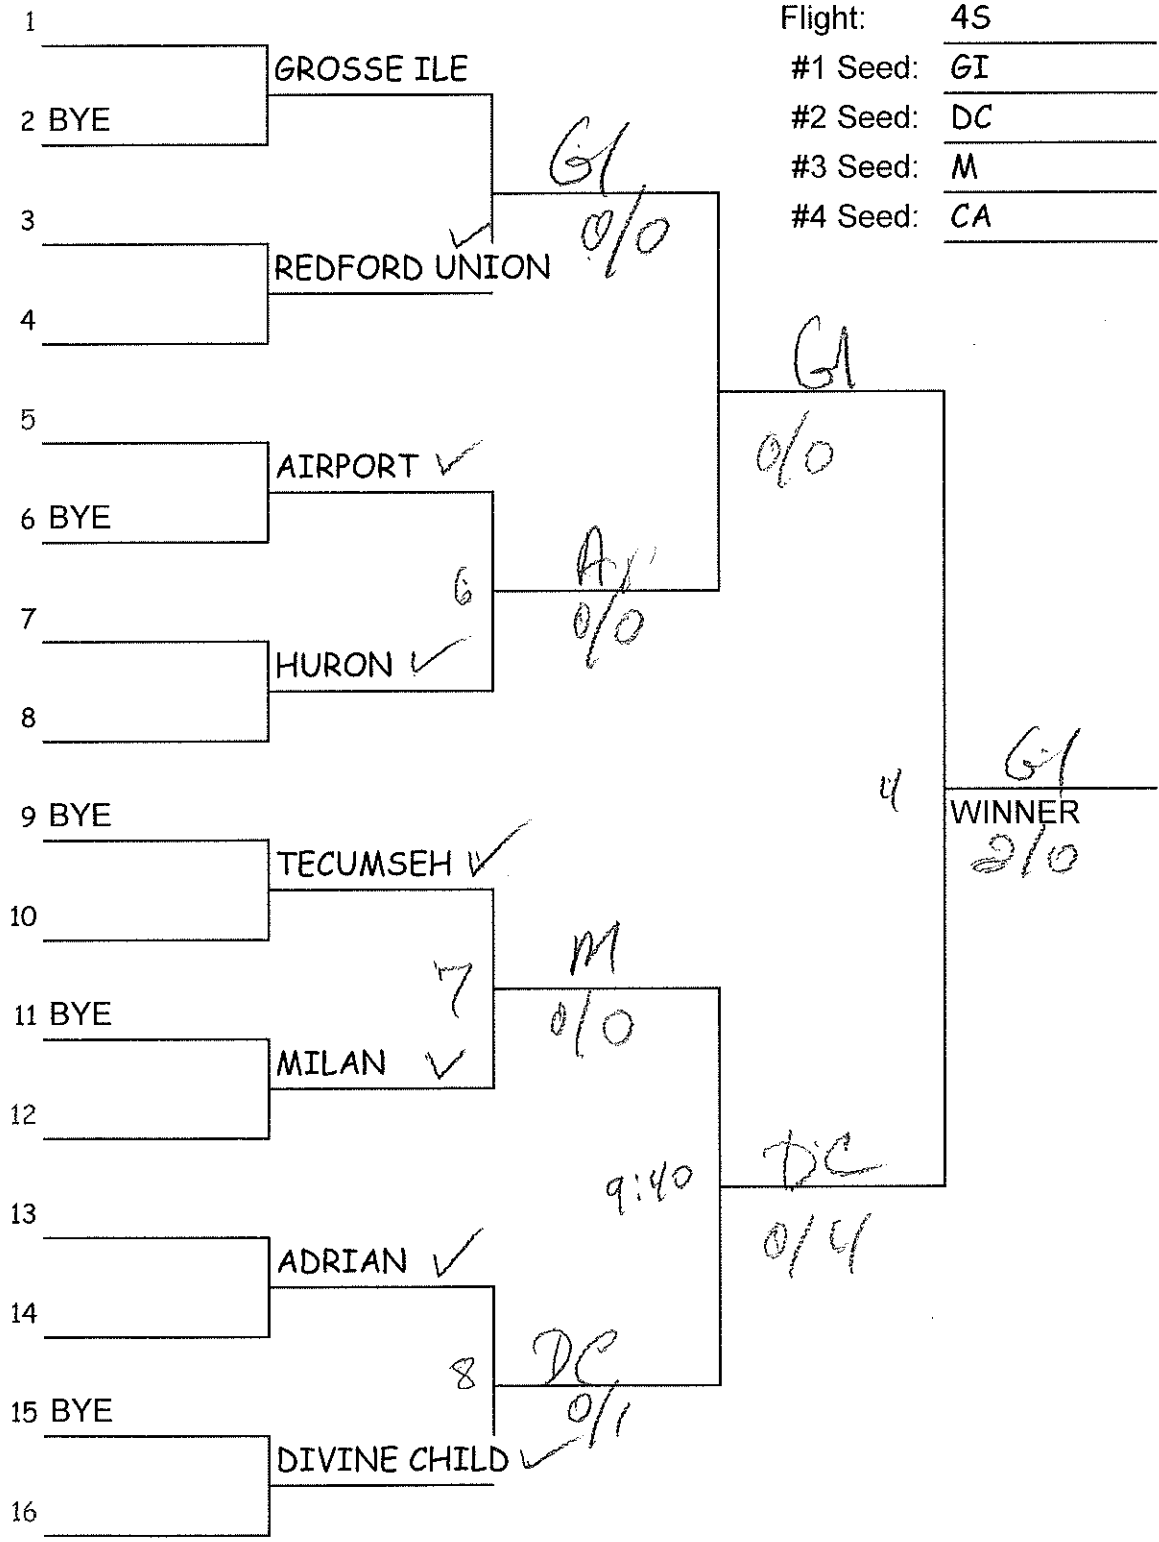 1
Flight: 4S
GROSSE ILE
#1 Seed: GI
2 BYE
#2 Seed: DC
GI
#3 Seed: M
3
#4 Seed: CA
0/0
REDFORD UNION
4
GI
5
0/0
AIRPORT
6 BYE
A
6
0/0
7
HURON
8
GI
4
9 BYE
WINNER
2/0
TECUMSEH
10
M
7
11 BYE
0/0
MILAN
12
DC
9:40
13
0/4
ADRIAN
14
DC
8
15 BYE
0/1
DIVINE CHILD
16